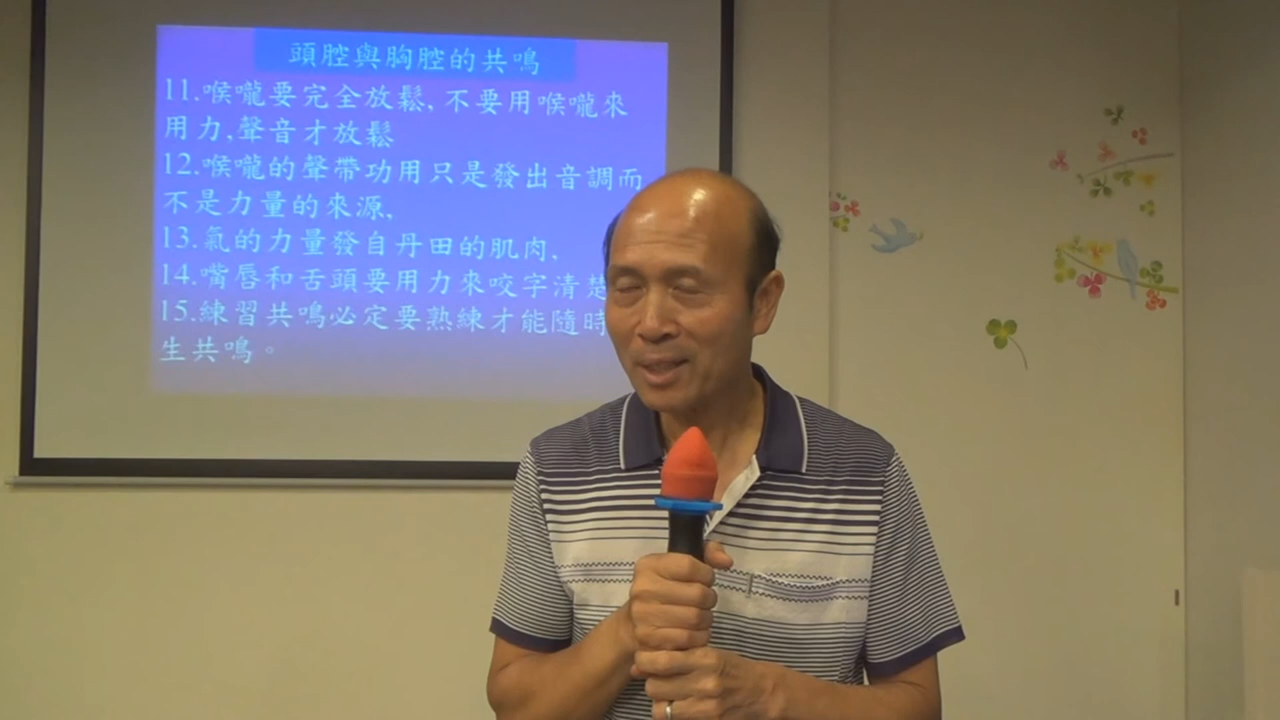 頭腔與胸腔的共鳴
11.喉嚨要完全放鬆,不要用喉嚨來
用力,聲音才放鬆
12.喉嚨的聲帶功用只是發出音調而
不是力量的來源,
13.氣的力量發自丹田的肌肉,
14.嘴唇和舌頭要用力來咬字清楚
15.練習共鳴必定要熟練才能隨時
生共鳴。